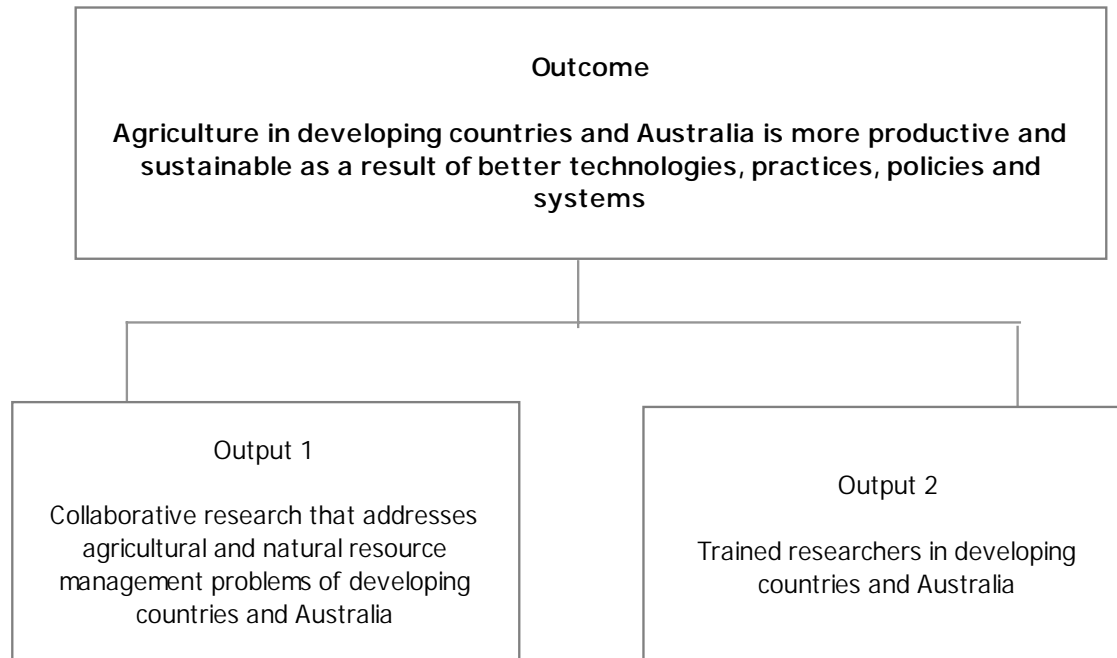 Outcome
Agriculture in developing countries and Australia is more productive and
sustainable as a result of better technologies, practices, policies and
systems
Output 1
Collaborative research that addresses
agricultural and natural resource
management problems of developing
countries and Australia
Output 2
Trained researchers in developing
countries and Australia